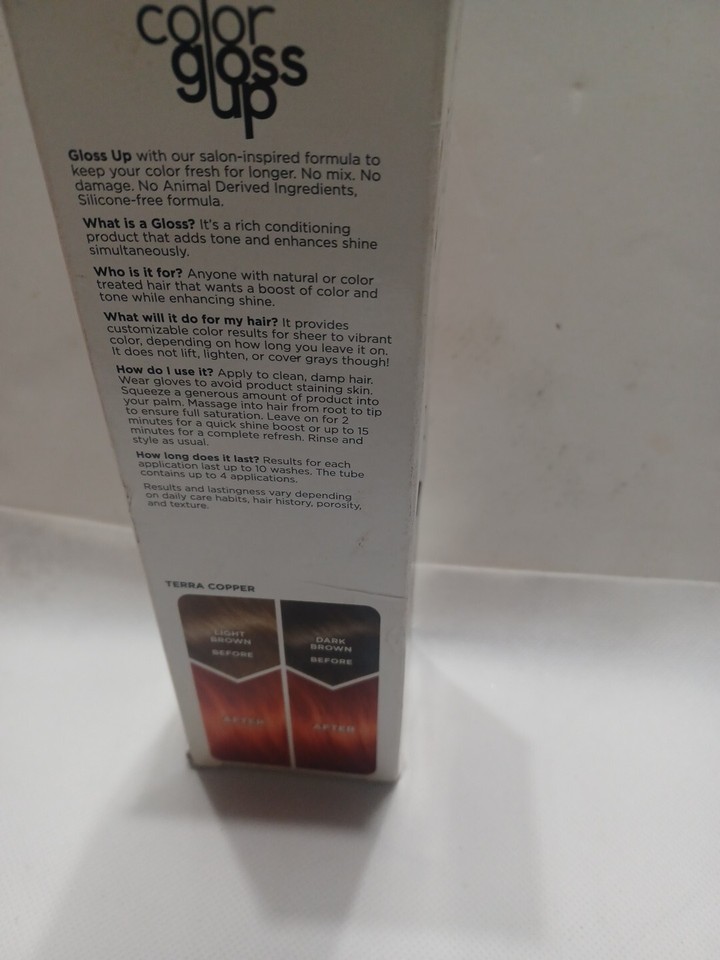 color
gloss
up
Gloss Up with our salon-inspired formula to
keep your color fresh for longer. No mix. No
damage. No Animal Derived Ingredients,
Silicone-free formula.
What is a Gloss? It's a rich conditioning
product that adds tone and enhances shine
simultaneously.
Who is it for? Anyone with natural or color
treated hair that wants a boost of color and
tone while enhancing shine.
What will it do for my hair? It provides
customizable color results for sheer to vibrant
color, depending on how long you leave it on.
It does not lift, lighten, or cover grays though!
How do I use it? Apply to clean, damp hair.
Wear gloves to avoid product staining skin.
Squeeze a generous amount of product into
your palm. Massage into hair from root to tip
to ensure full saturation. Leave on for 2
minutes for a quick shine boost or up to 15
minutes for a complete refresh. Rinse and
style as usual.
How long does it last? Results for each
application last up to 10 washes. The tube
contains up to 4 applications.
Results and lastingness vary depending
on daily care habits, hair history, porosity,
and texture.
TERRA COPPER
LIGHT
BROWN
BEFORE
DARK
BROWN
BEFORE
AFTER
AFTER